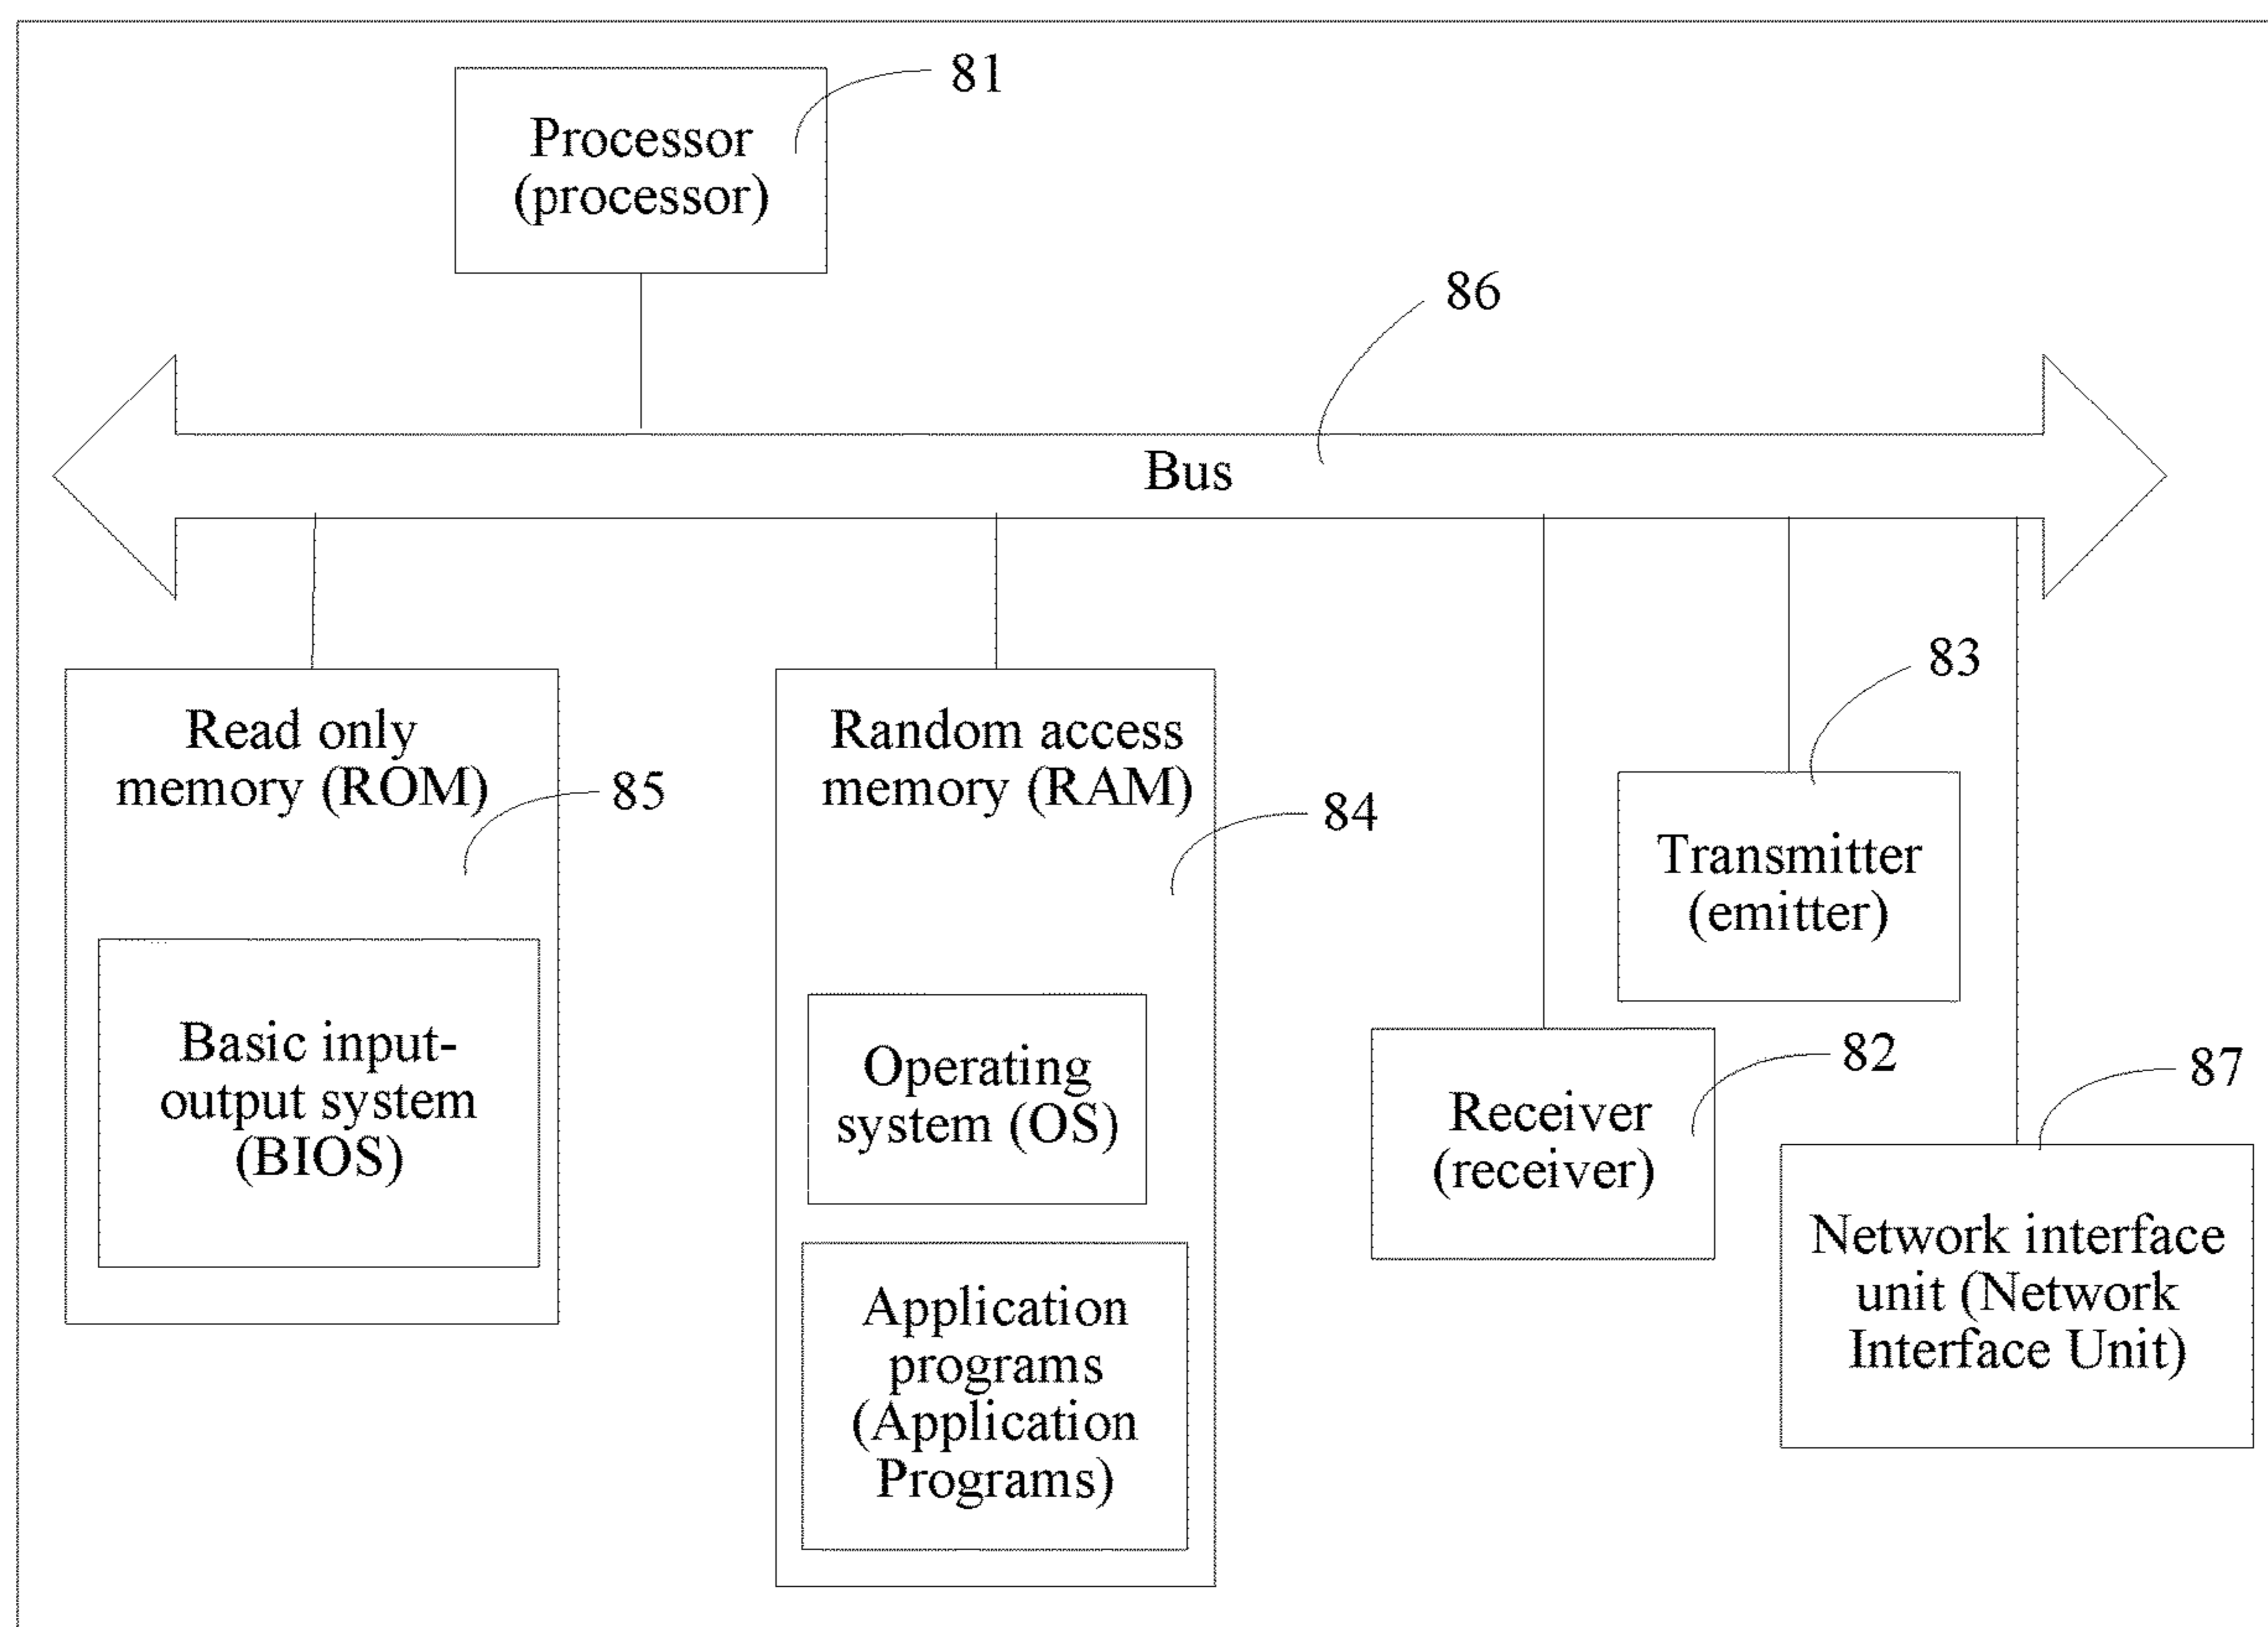 81
Processor
(processor)
86
Bus
83
Read only
memory (ROM)
85
Random access
memory (RAM)
84
Transmitter
(emitter)
Basic input-
output system
(BIOS)
Operating
system (OS)
82
Receiver
(receiver)
87
Network interface
unit (Network
Interface Unit)
Application
programs
(Application
Programs)